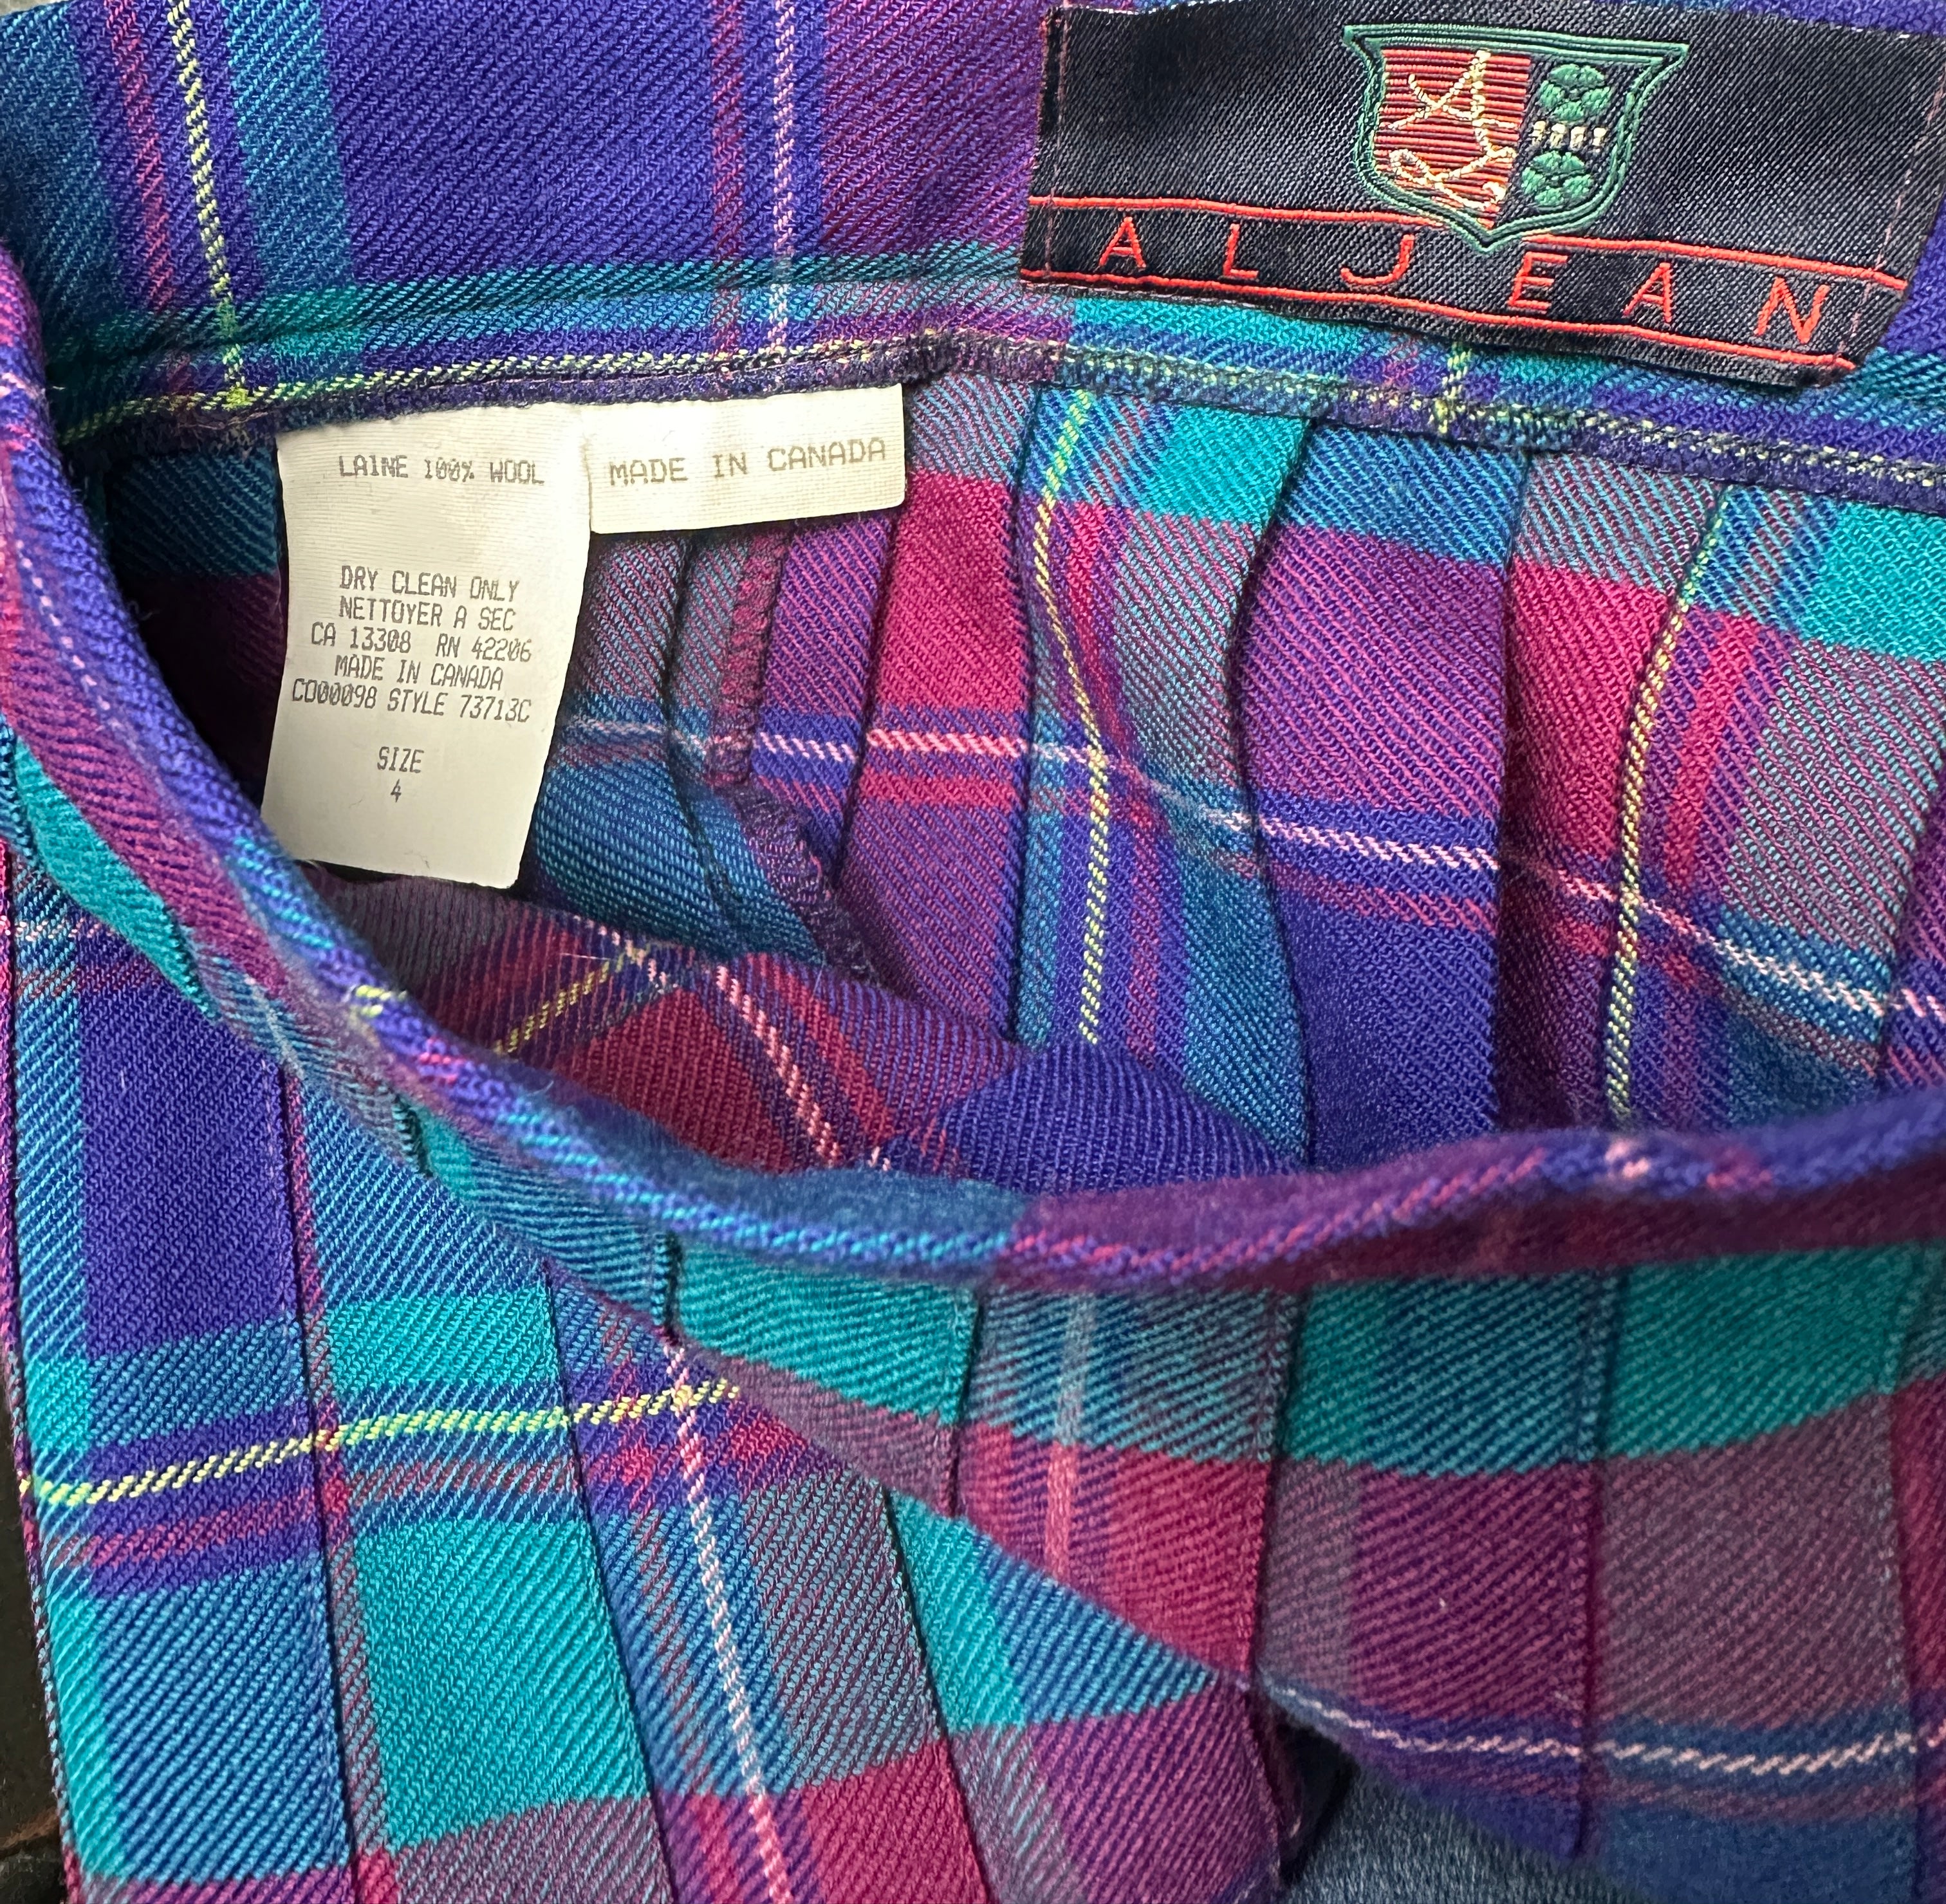 ALJEAN
LAINE 100% WOOL
MADE IN CANADA
DRY CLEAN ONLY
NETTOYER A SEC
CA 13308 RN 42206
MADE IN CANADA
CO00098 STYLE 73713C
SIZE
4